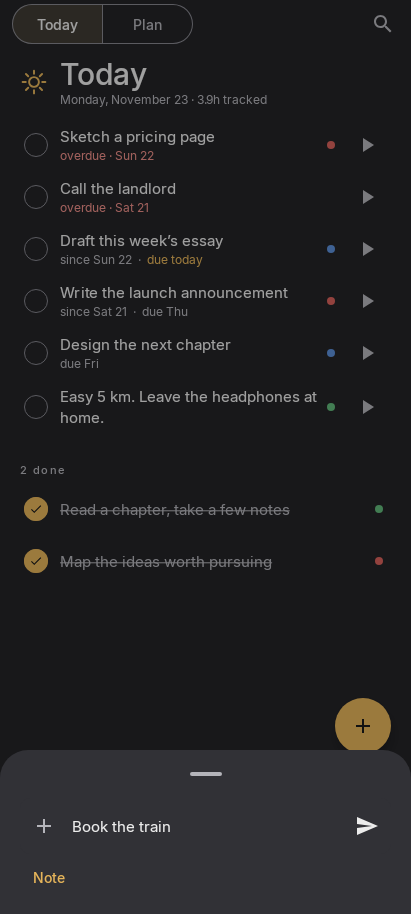 Today Plan
Today
Monday, November 23 · 3.9h tracked
Sketch a pricing page
overdue · Sun 22
Call the landlord
overdue · Sat 21
Draft this week’s essay
since Sun 22 · due today
Write the launch announcement
since Sat 21 · due Thu
Design the next chapter
due Fri
Easy 5 km. Leave the headphones at
home.
2 done
Read a chapter, take a few notes
Map the ideas worth pursuing
Book the train
Note